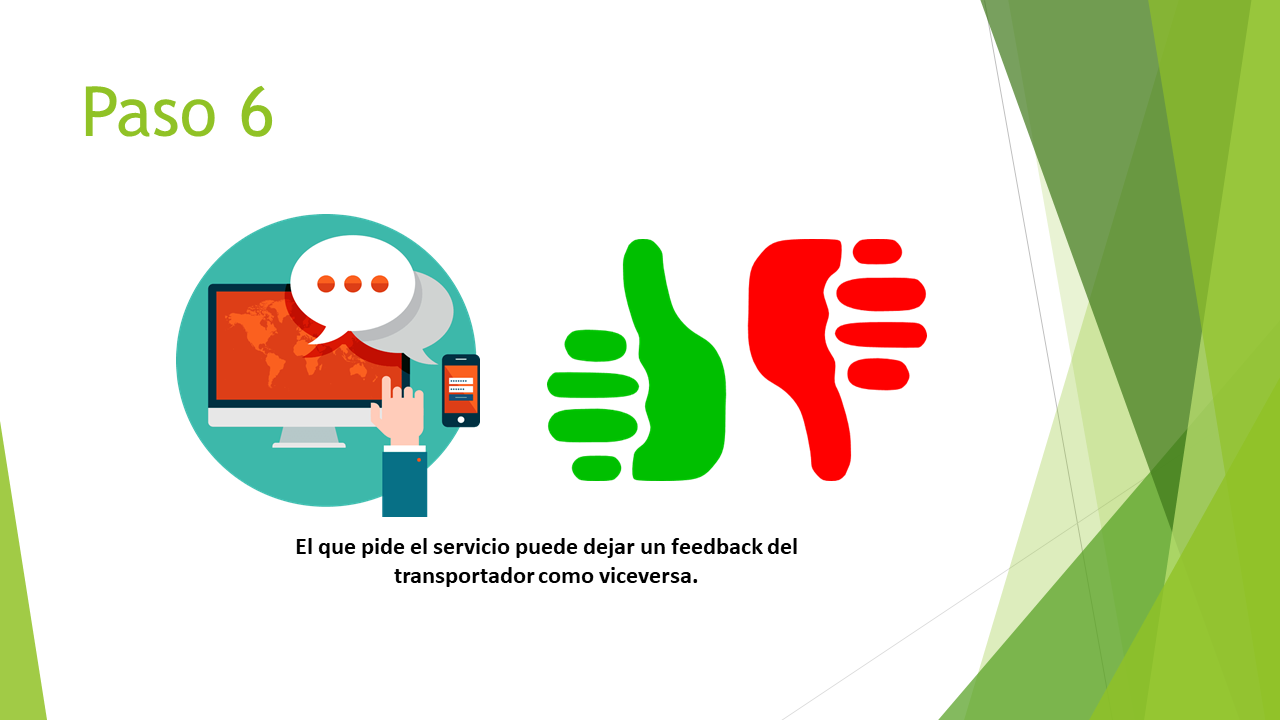 Paso 6
El que pide el servicio puede dejar un feedback del
transportador como viceversa.